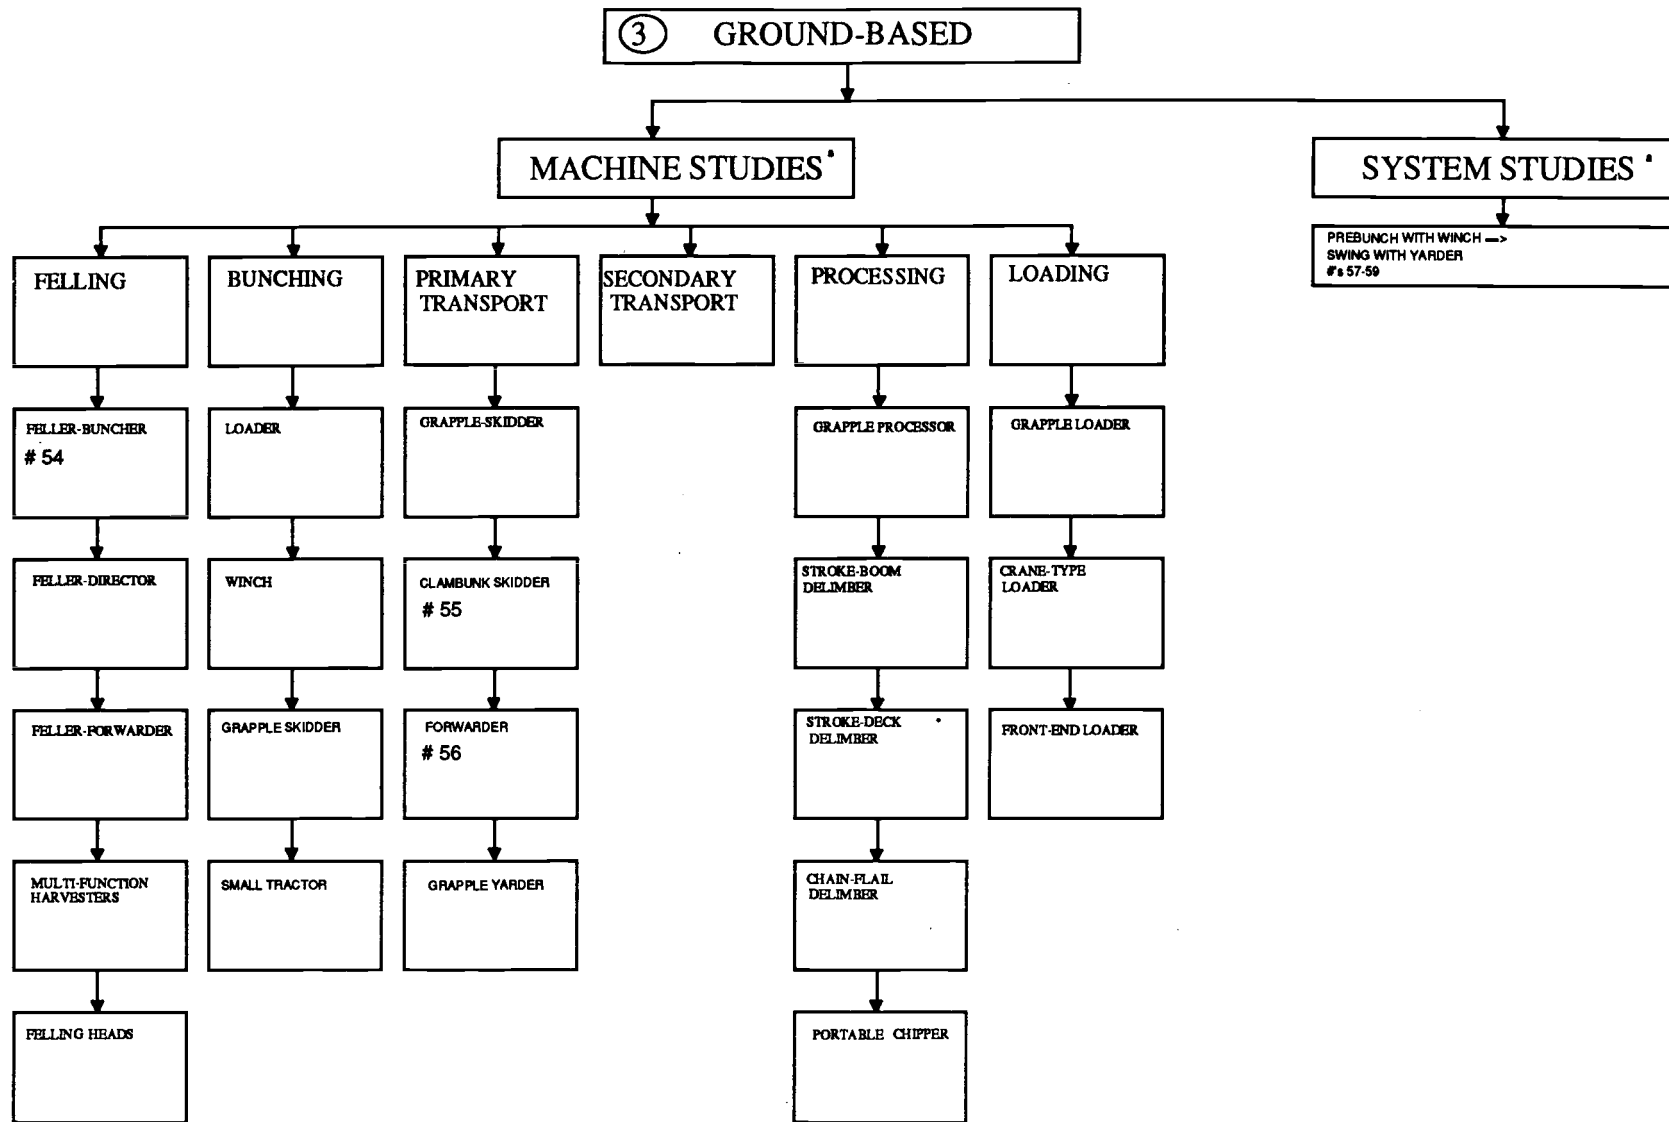 3 GROUND-BASED
MACHINE STUDIES
SYSTEM STUDIES
PREBUNCH WITH WINCH —>
SWING WITH YARDER
#'s 57-59
FELLING
BUNCHING
PRIMARY
TRANSPORT
SECONDARY
TRANSPORT
PROCESSING
LOADING
FELLER-BUNCHER
# 54
LOADER
GRAPPLE-SKIDDER
GRAPPLE PROCESSOR
GRAPPLE LOADER
FELLER-DIRECTOR
WINCH
CLAMBUNK SKIDDER
# 55
STROKE-BOOM
DELIMBER
CRANE-TYPE
LOADER
FELLER-FORWARDER
GRAPPLE SKIDDER
FORWARDER
# 56
STROKE-DECK
DELIMBER
FRONT-END LOADER
MULTI-FUNCTION
HARVESTERS
SMALL TRACTOR
GRAPPLE YARDER
CHAIN-FLAIL
DELIMBER
FELLING HEADS
PORTABLE CHIPPER